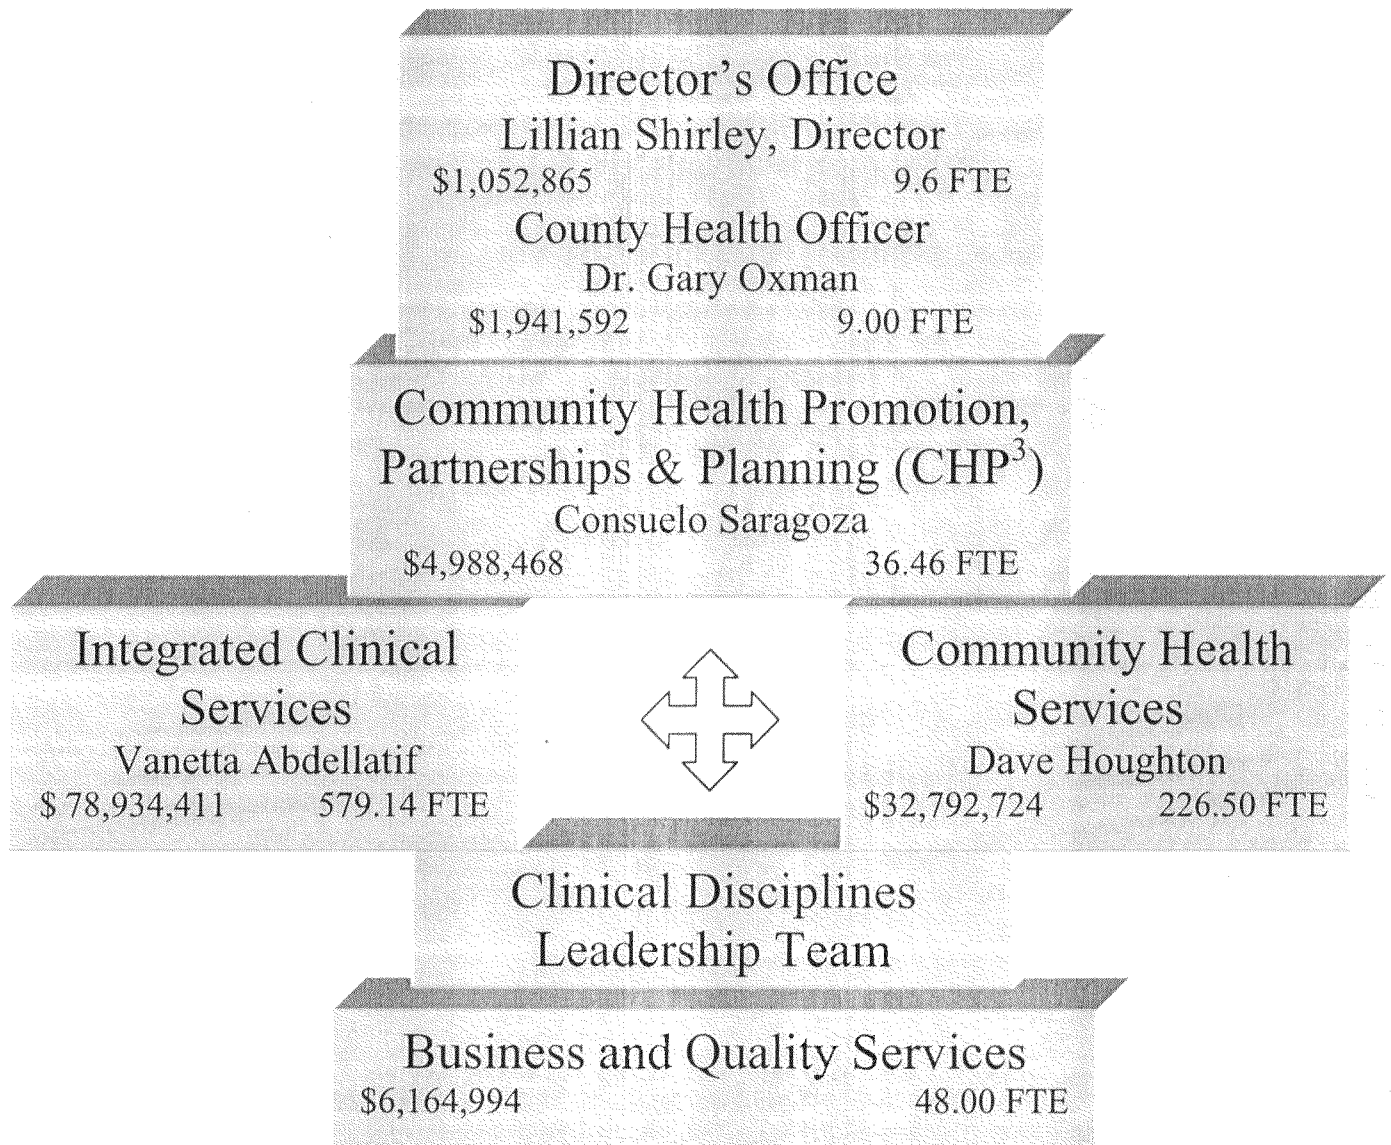 Director’s Office
Lillian Shirley, Director
$1,052,865 9.6 FTE
County Health Officer
Dr. Gary Oxman
$1,941,592 9.00 FTE
Community Health Promotion,
Partnerships & Planning (CHP³)
Consuelo Saragoza
$4,988,468 36.46 FTE
Integrated Clinical
Services
Vanetta Abdellatif
$ 78,934,411 579.14 FTE
Community Health
Services
Dave Houghton
$32,792,724 226.50 FTE
Clinical Disciplines
Leadership Team
Business and Quality Services
$6,164,994 48.00 FTE